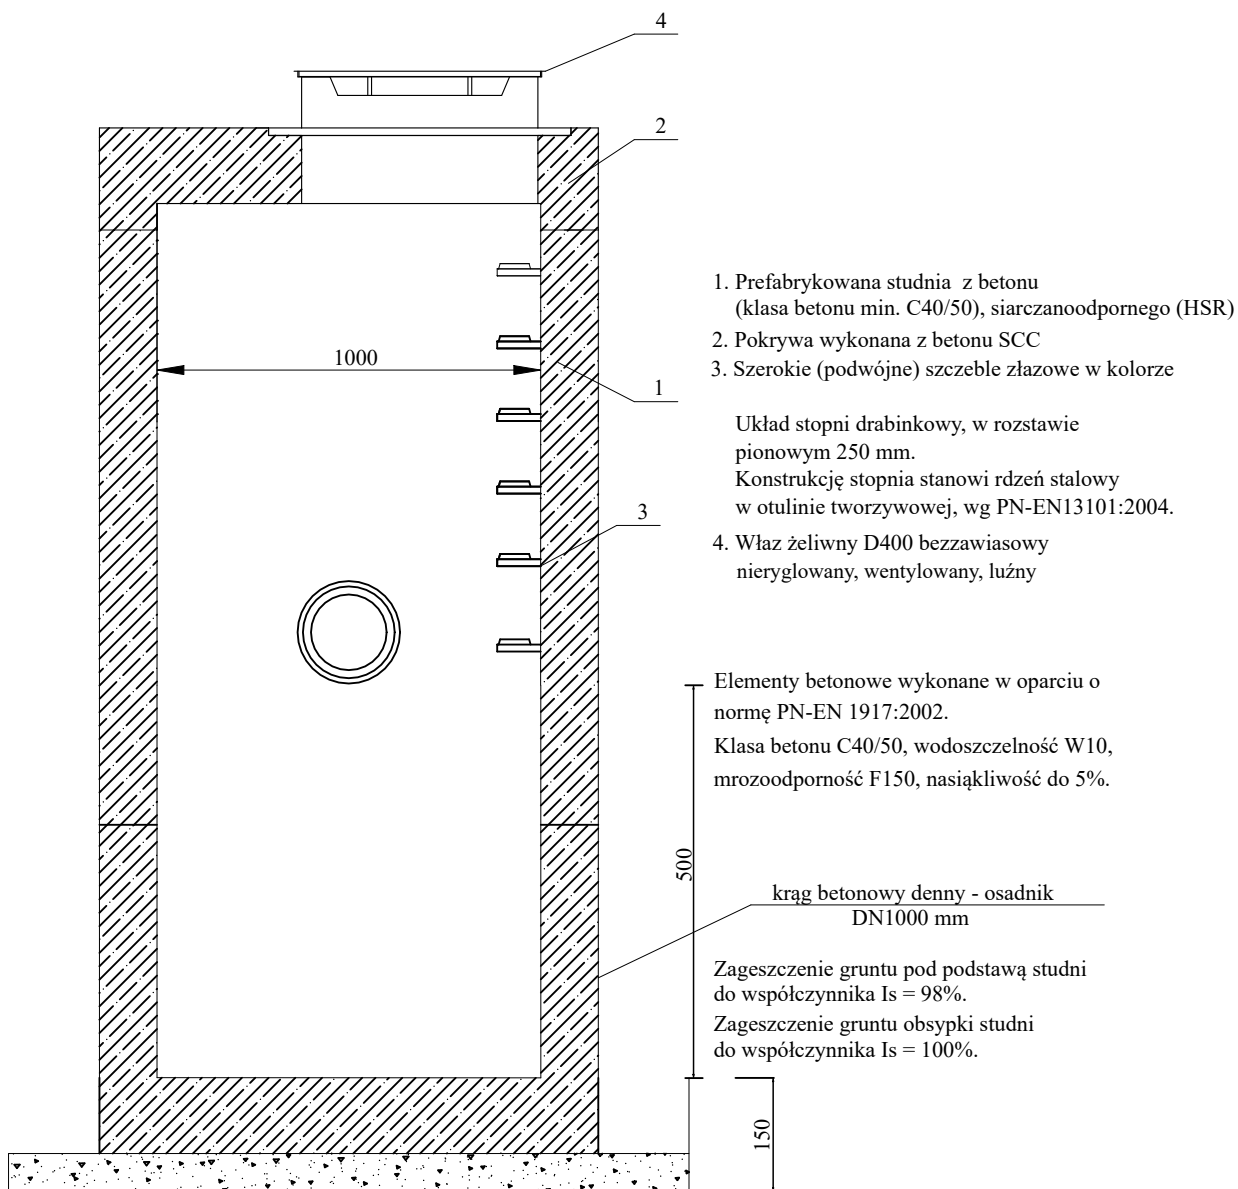 4
2
1. Prefabrykowana studnia z betonu
(klasa betonu min. C40/50), siarczanoodpornego (HSR)
2. Pokrywa wykonana z betonu SCC
1000
3. Szerokie (podwójne) szczeble złazowe w kolorze
1
Układ stopni drabinkowy, w rozstawie
pionowym 250 mm.
Konstrukcję stopnia stanowi rdzeń stalowy
w otulinie tworzywowej, wg PN-EN13101:2004.
3
4. Właz żeliwny D400 bezzawiasowy
nieryglowany, wentylowany, luźny
Elementy betonowe wykonane w oparciu o
normę PN-EN 1917:2002.
Klasa betonu C40/50, wodoszczelność W10,
mrozoodporność F150, nasiąkliwość do 5%.
500
krąg betonowy denny - osadnik
DN1000 mm
Zageszczenie gruntu pod podstawą studni
do współczynnika Is = 98%.
Zageszczenie gruntu obsypki studni
do współczynnika Is = 100%.
150